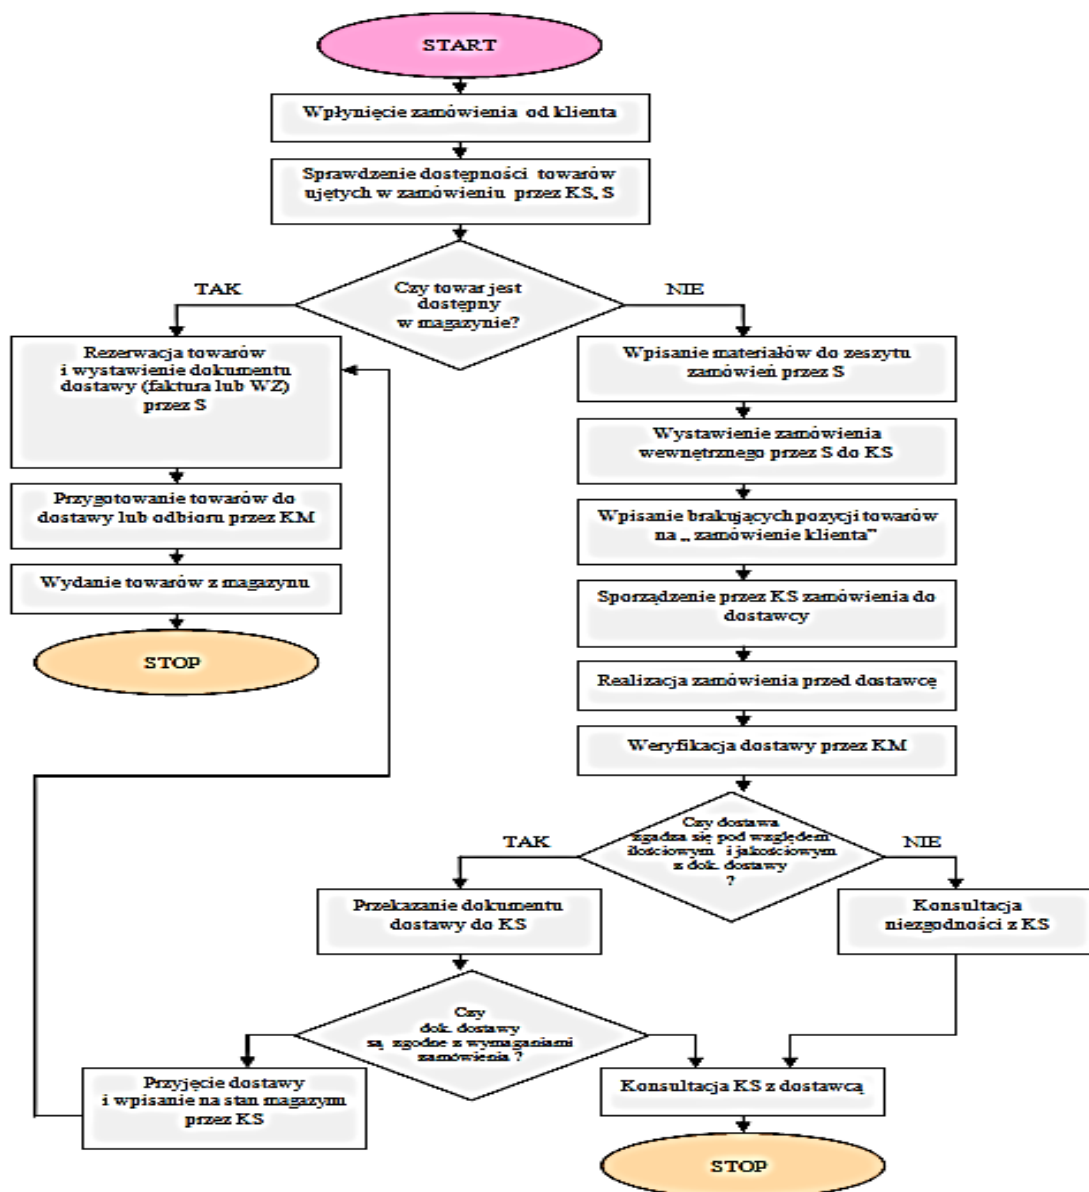 START
Wpłynięcie zamówienia od klienta
Sprawdzenie dostępności towarów
ujętych w zamówieniu przez KS, S
Czy towar jest
dostępny
w magazynie?
TAK
NIE
Rezerwacja towarów
i wystawienie dokumentu
dostawy (faktura lub WZ)
przez S
Przygotowanie towarów do
dostawy lub odbioru przez KM
Wydanie towarów z magazynu
STOP
Wpisanie materiałów do zeszytu
zamówień przez S
Wystawienie zamówienia
wewnętrznego przez S do KS
Wpisanie brakujących pozycji towarów
na „ zamówienie klienta”
Sporządzenie przez KS zamówienia do
dostawcy
Realizacja zamówienia przed dostawcę
Weryfikacja dostawy przez KM
Czy dostawa
zgadza się pod względem
ilościowym i jakościowym
z dok. dostawy
?
TAK
NIE
Przekazanie dokumentu
dostawy do KS
Konsultacja
niezgodności z KS
Czy
dok. dostawy
są zgodne z wymaganiami
zamówienia ?
Przyjęcie dostawy
i wpisanie na stan magazynu
przez KS
Konsultacja KS z dostawcą
STOP